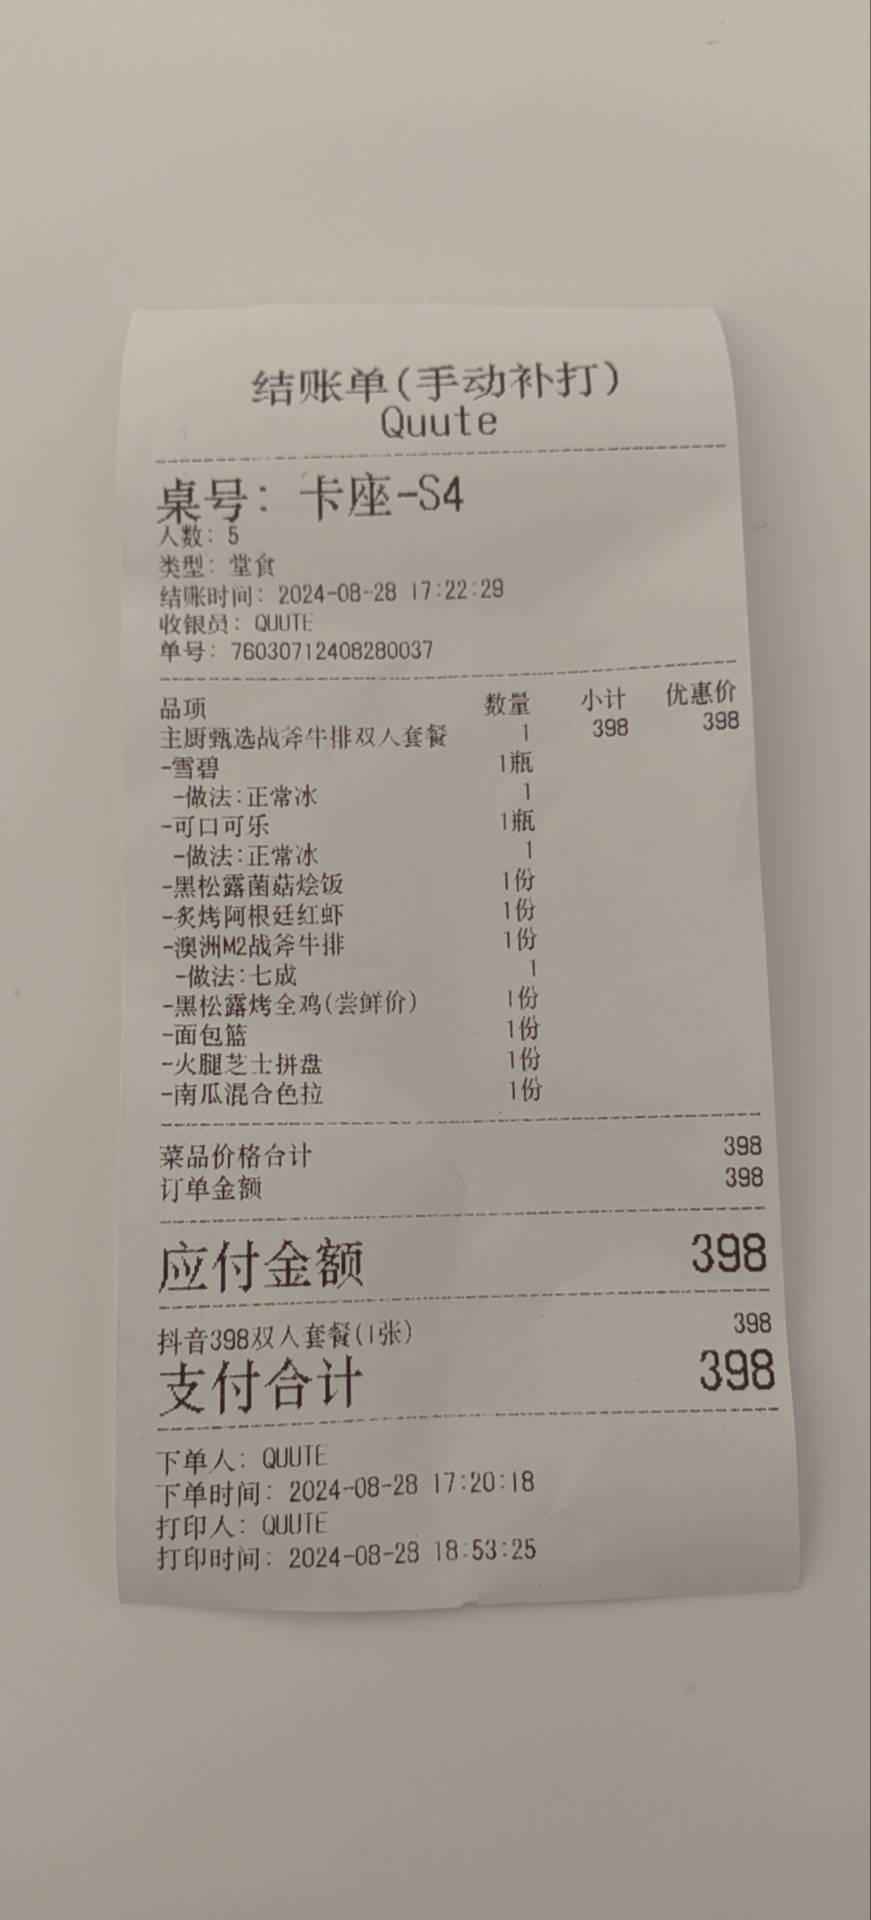 结账单(手动补打)
Quute
桌号: 卡座-S4
人数: 5
类型: 堂食
结账时间: 2024-08-28 17:22:29
收银员: QUUTE
单号: 76030712408280037
品项 数量 小计 优惠价
主厨甄选战斧牛排双人套餐 1 398 398
-雪碧 1瓶
-做法:正常冰 1
-可口可乐 1瓶
-做法:正常冰 1
-黑松露菌菇烩饭 1份
-炙烤阿根廷红虾 1份
-澳洲M2战斧牛排 1份
-做法:七成 1
-黑松露烤全鸡(尝鲜价) 1份
-面包篮 1份
-火腿芝士拼盘 1份
-南瓜混合色拉 1份
菜品价格合计 398
订单金额 398
应付金额 398
抖音398双人套餐(1张) 398
支付合计 398
下单人: QUUTE
下单时间: 2024-08-28 17:20:18
打印人: QUUTE
打印时间: 2024-08-28 18:53:25